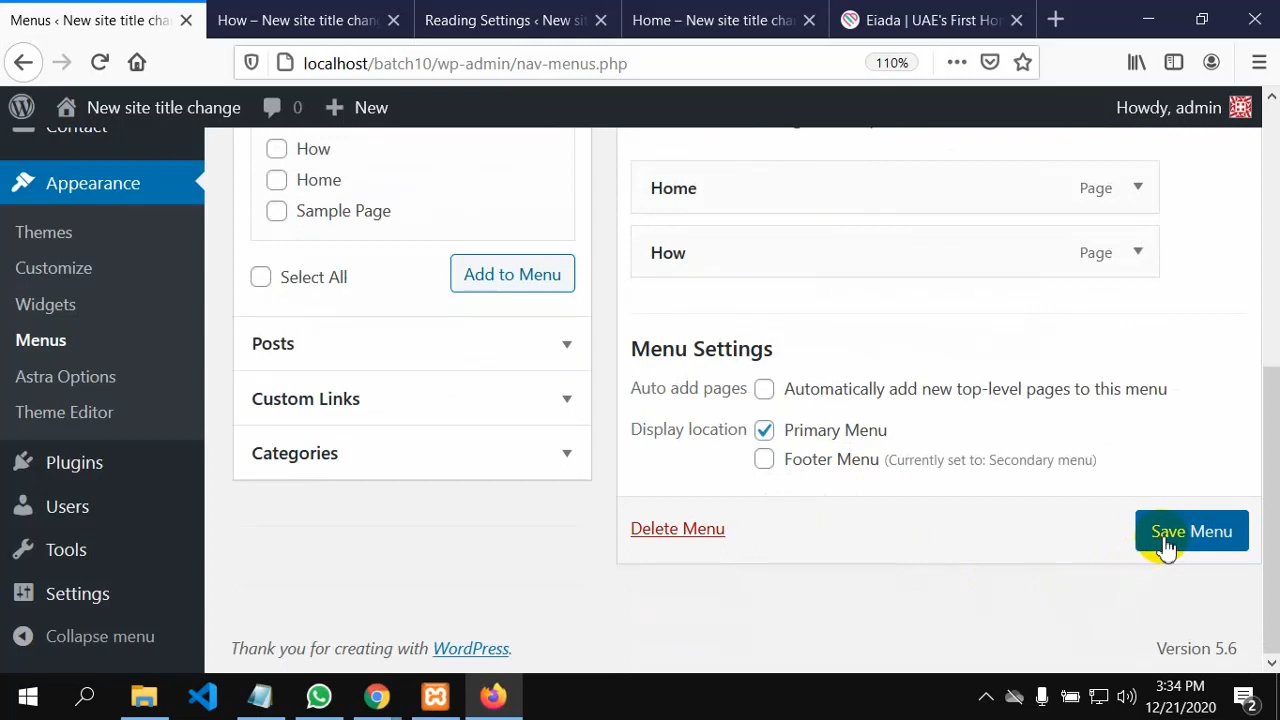 Menus ‹ New site title chan
How – New site title chan
Reading Settings ‹ New sit
Home – New site title cha
Eiada | UAE's First Ho
localhost/batch10/wp-admin/nav-menus.php
110%
New site title change
0
New
Howdy, admin
Contact
Appearance
Themes
Customize
Widgets
Menus
Astra Options
Theme Editor
Plugins
Users
Tools
Settings
Collapse menu
How
Home
Sample Page
Select All
Add to Menu
Posts
Custom Links
Categories
Home Page
How Page
Menu Settings
Auto add pages Automatically add new top-level pages to this menu
Display location Primary Menu
Footer Menu (Currently set to: Secondary menu)
Delete Menu
Save Menu
Thank you for creating with WordPress.
Version 5.6
3:34 PM
12/21/2020
2